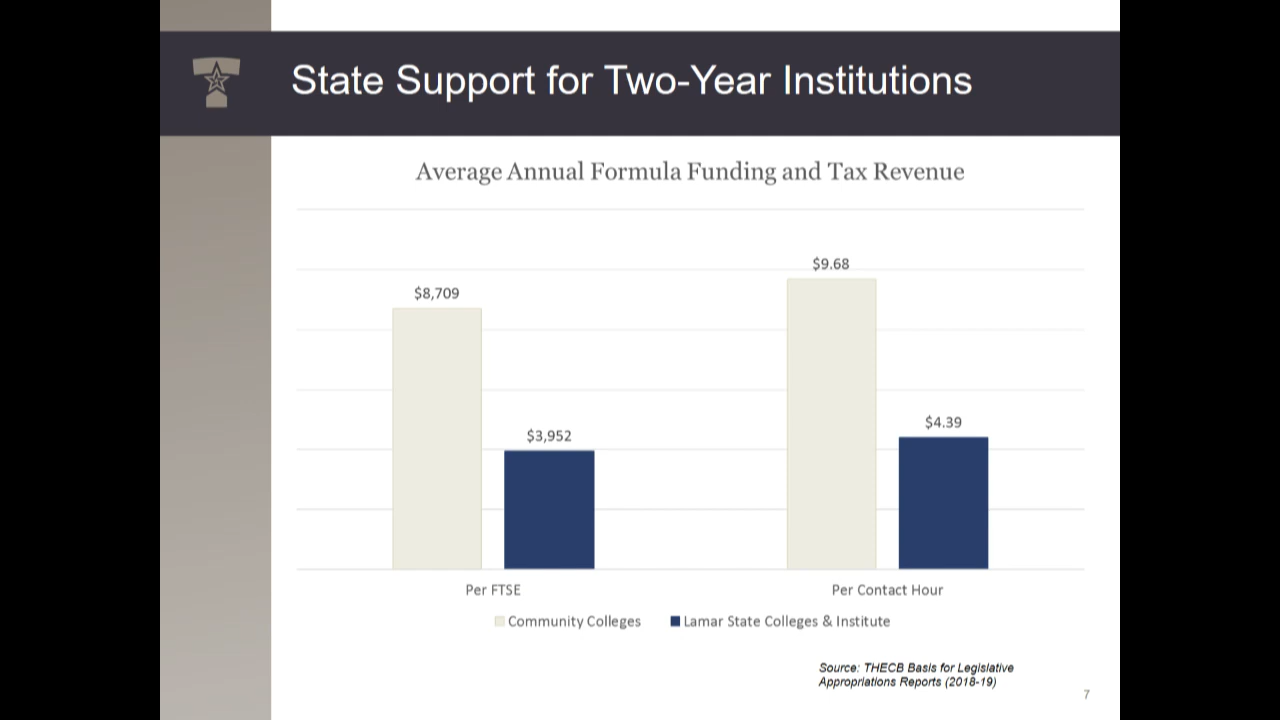 State Support for Two-Year Institutions
Average Annual Formula Funding and Tax Revenue
$9.68
$8,709
$4.39
$3,952
Per FTSE
Per Contact Hour
Community Colleges
Lamar State Colleges & Institute
Source: THECB Basis for Legislative
Appropriations Reports (2018-19)
7